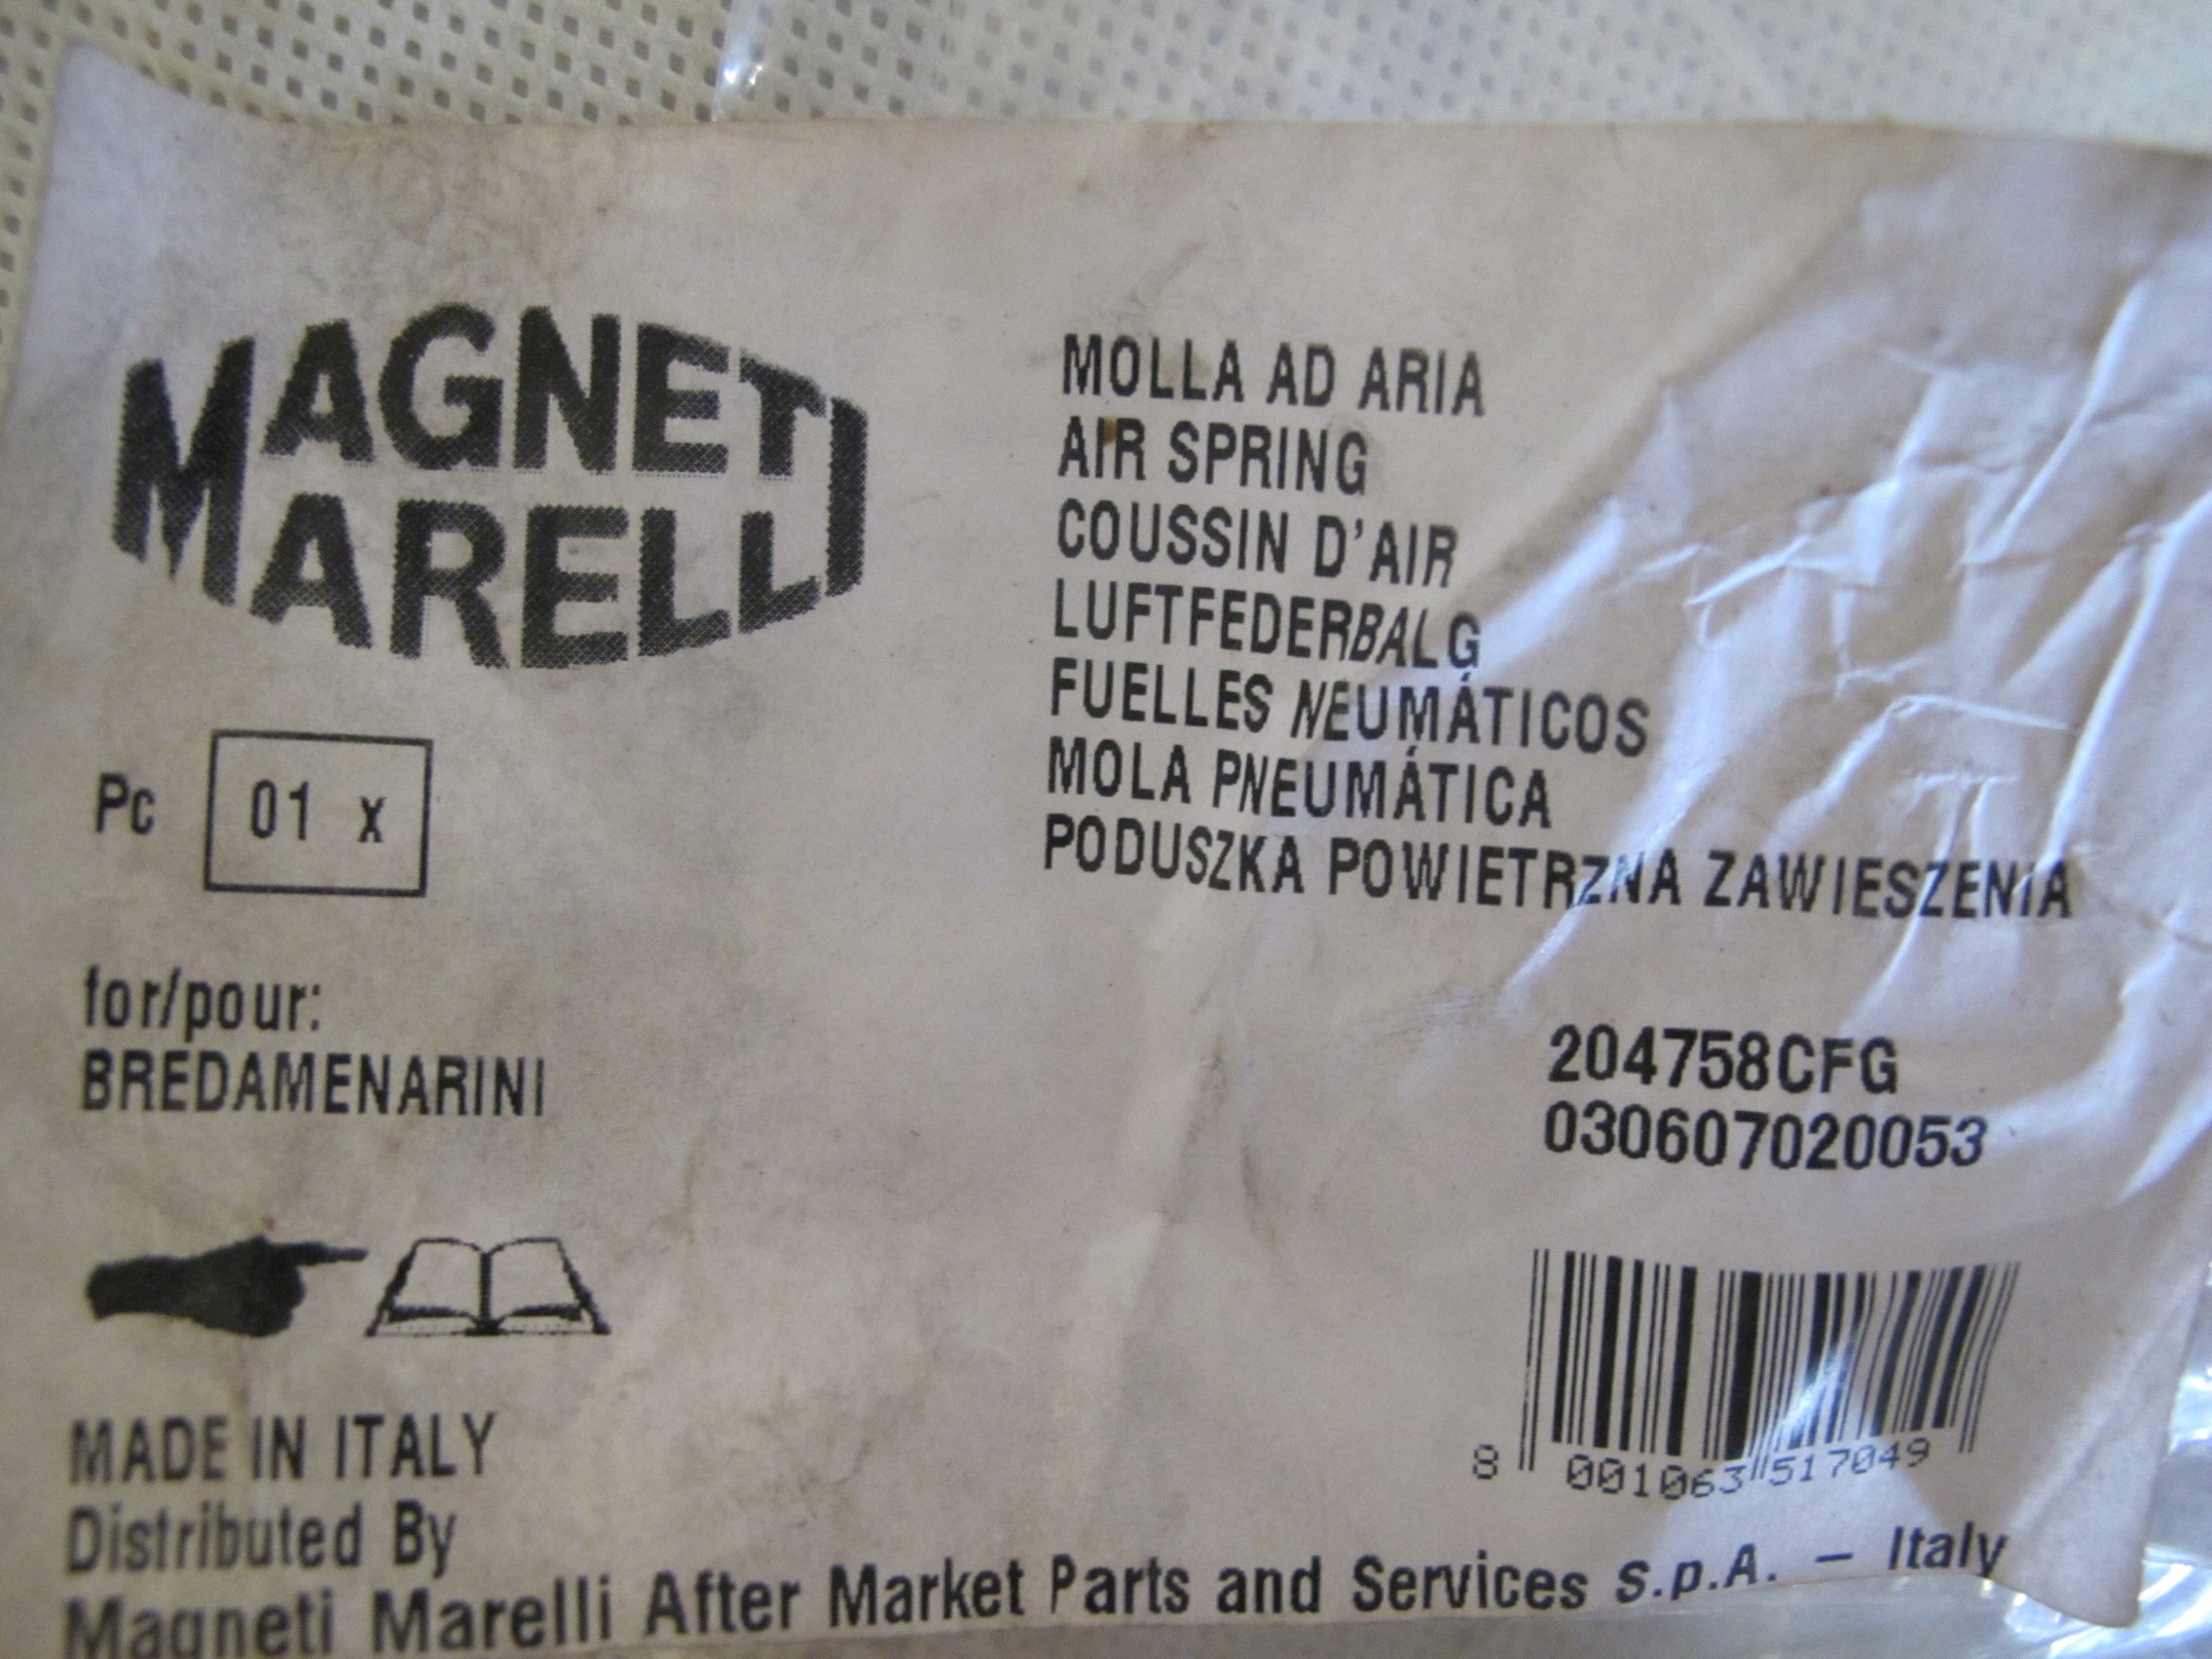 MAGNETI
MARELLI
MOLLA AD ARIA
AIR SPRING
COUSSIN D'AIR
LUFTFEDERBALG
FUELLES NEUMÁTICOS
MOLA PNEUMÁTICA
PODUSZKA POWIETRZNA ZAWIESZENIA
Pc 01 x
for/pour:
BREDAMENARINI
204758CFG
030607020053
8 001063 517049
MADE IN ITALY
Distributed By
Magneti Marelli After Market Parts and Services s.p.A. – Italy